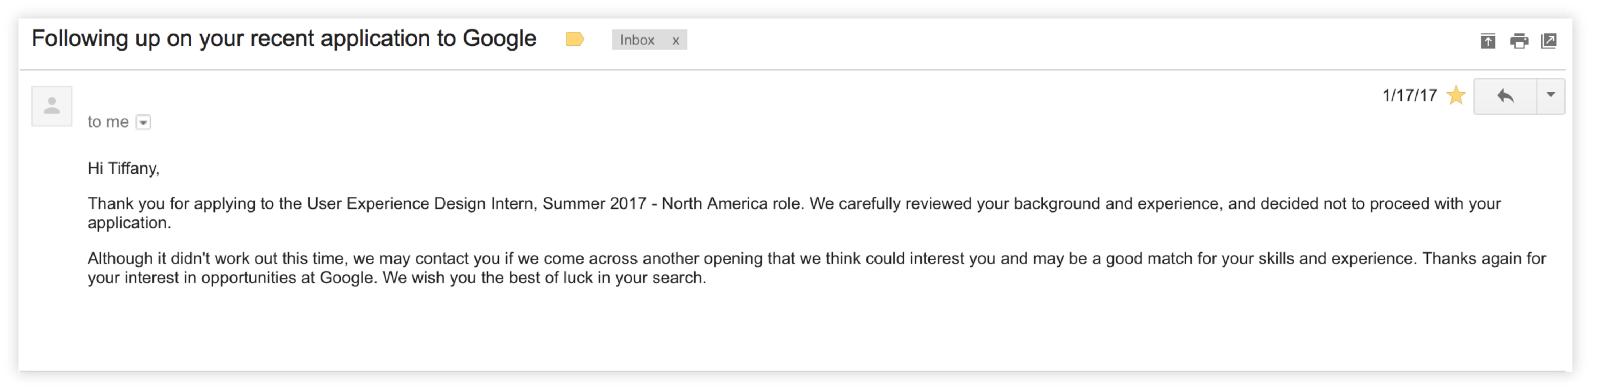 Following up on your recent application to Google
Inbox x
1/17/17
to me
Hi Tiffany,
Thank you for applying to the User Experience Design Intern, Summer 2017 - North America role. We carefully reviewed your background and experience, and decided not to proceed with your
application.
Although it didn't work out this time, we may contact you if we come across another opening that we think could interest you and may be a good match for your skills and experience. Thanks again for
your interest in opportunities at Google. We wish you the best of luck in your search.